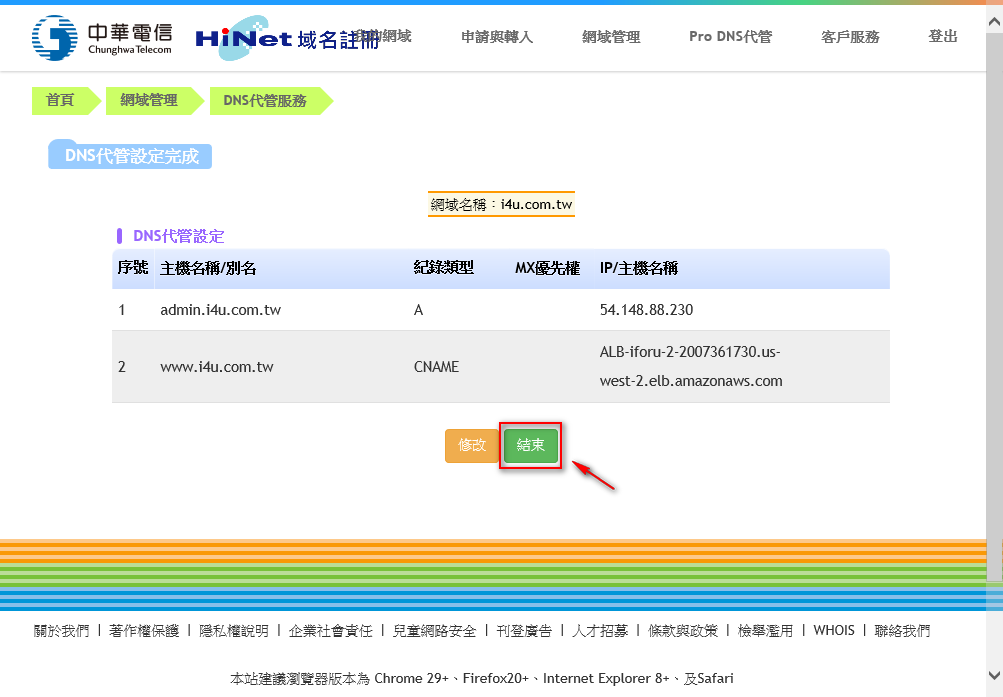 中華電信
Chunghwa Telecom
HiNet 域名註冊
我的網域 申請與轉入 網域管理 Pro DNS代管 客戶服務 登出
首頁 網域管理 DNS代管服務
DNS代管設定完成
網域名稱：i4u.com.tw
DNS代管設定
序號 主機名稱/別名 紀錄類型 MX優先權 IP/主機名稱
1 admin.i4u.com.tw A 54.148.88.230
2 www.i4u.com.tw CNAME ALB-iforu-2-2007361730.us-
west-2.elb.amazonaws.com
修改 結束
關於我們 | 著作權保護 | 隱私權說明 | 企業社會責任 | 兒童網路安全 | 刊登廣告 | 人才招募 | 條款與政策 | 檢舉濫用 | WHOIS | 聯絡我們
本站建議瀏覽器版本為 Chrome 29+、Firefox20+、Internet Explorer 8+、及Safari